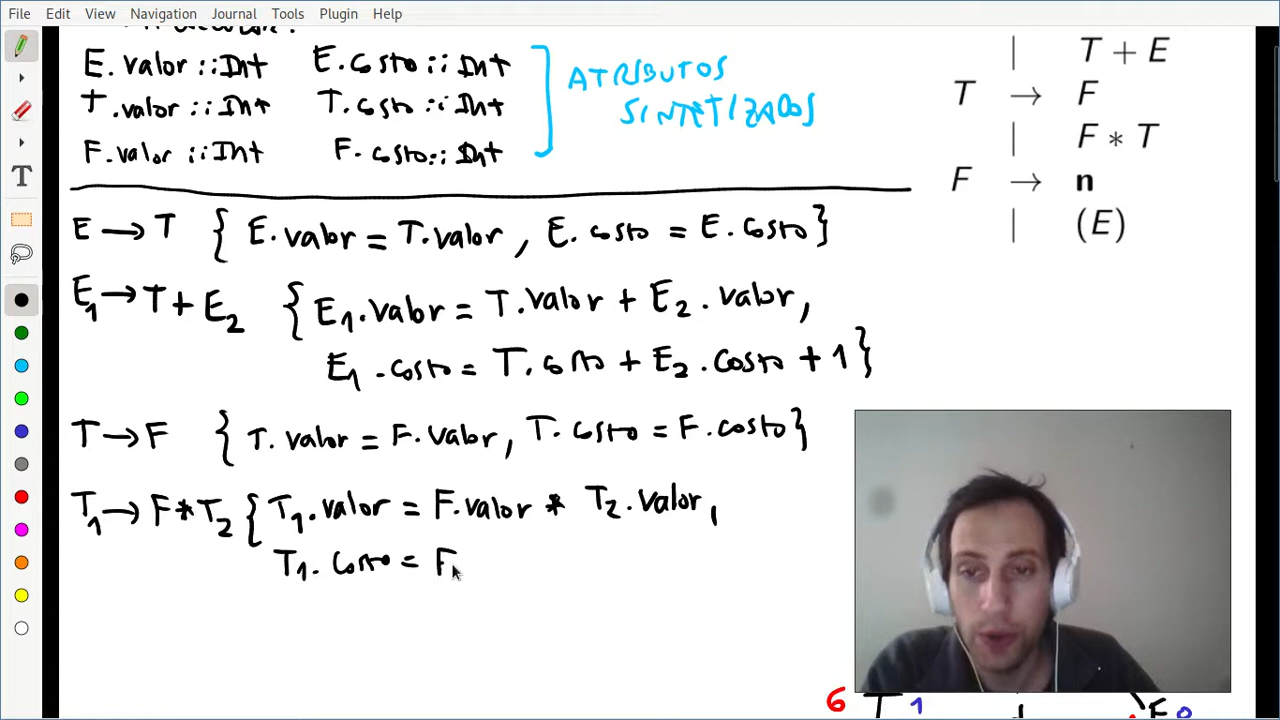 File Edit View Navigation Journal Tools Plugin Help
E.valor ::Int E.costo :: Int
T.valor ::Int T.costo :: Int
F.valor ::Int F.costo:: Int
ATRIBUTOS
SINTETIZADOS
| T + E
T → F
| F * T
F → n
| (E)
E → T { E.valor = T.valor, E.costo = E.costo}
E1 → T + E2 { E1.valor = T.valor + E2.valor,
E1.costo = T.costo + E2.costo + 1}
T → F { T.valor = F.valor, T.costo = F.costo}
T1 → F * T2 { T1.valor = F.valor * T2.valor,
T1.costo = F.
T
6 T 1
F 0